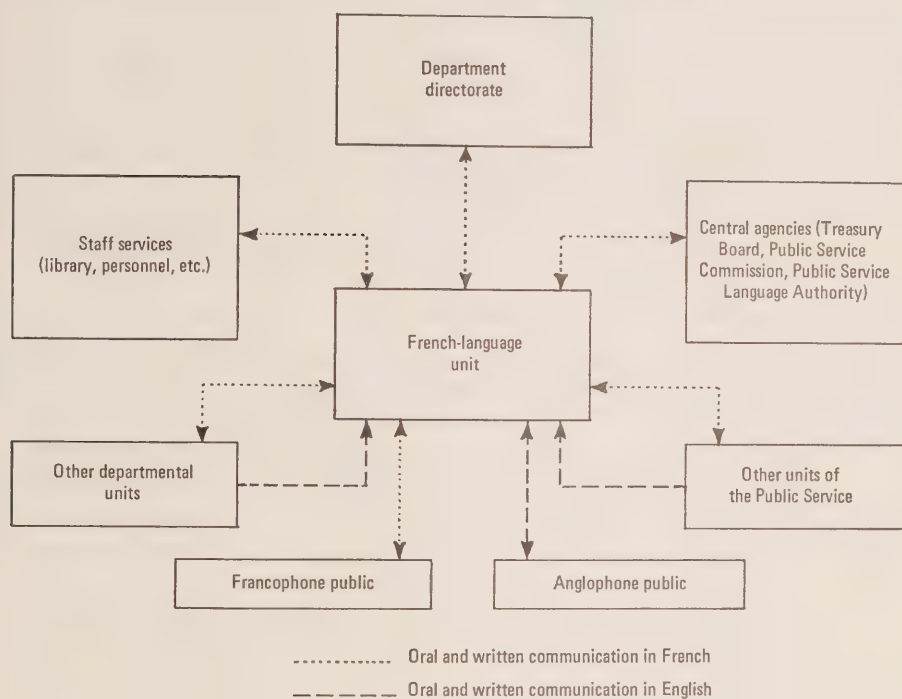 Department
directorate
Staff services
(library, personnel, etc.)
Central agencies (Treasury
Board, Public Service
Commission, Public Service
Language Authority)
French-language
unit
Other departmental
units
Other units of
the Public Service
Francophone public
Anglophone public
Oral and written communication in French
Oral and written communication in English